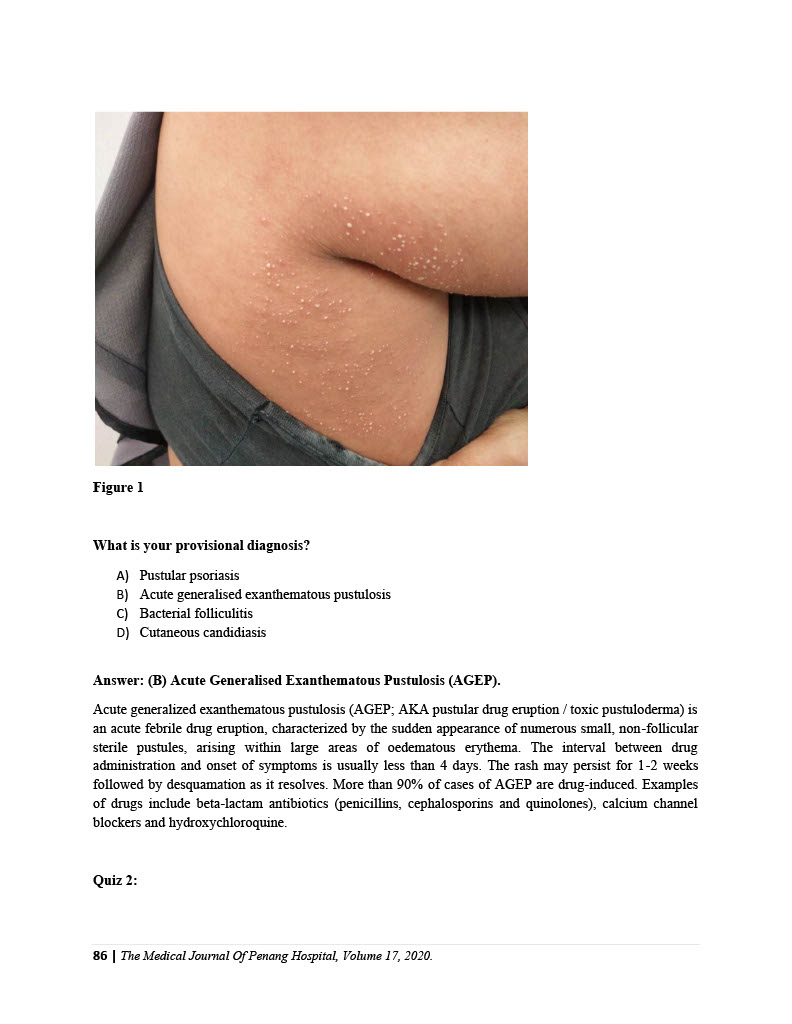 Figure 1
What is your provisional diagnosis?
A) Pustular psoriasis
B) Acute generalised exanthematous pustulosis
C) Bacterial folliculitis
D) Cutaneous candidiasis
Answer: (B) Acute Generalised Exanthematous Pustulosis (AGEP).
Acute generalized exanthematous pustulosis (AGEP; AKA pustular drug eruption / toxic pustuloderma) is
an acute febrile drug eruption, characterized by the sudden appearance of numerous small, non-follicular
sterile pustules, arising within large areas of oedematous erythema. The interval between drug
administration and onset of symptoms is usually less than 4 days. The rash may persist for 1-2 weeks
followed by desquamation as it resolves. More than 90% of cases of AGEP are drug-induced. Examples
of drugs include beta-lactam antibiotics (penicillins, cephalosporins and quinolones), calcium channel
blockers and hydroxychloroquine.
Quiz 2:
86 | The Medical Journal Of Penang Hospital, Volume 17, 2020.